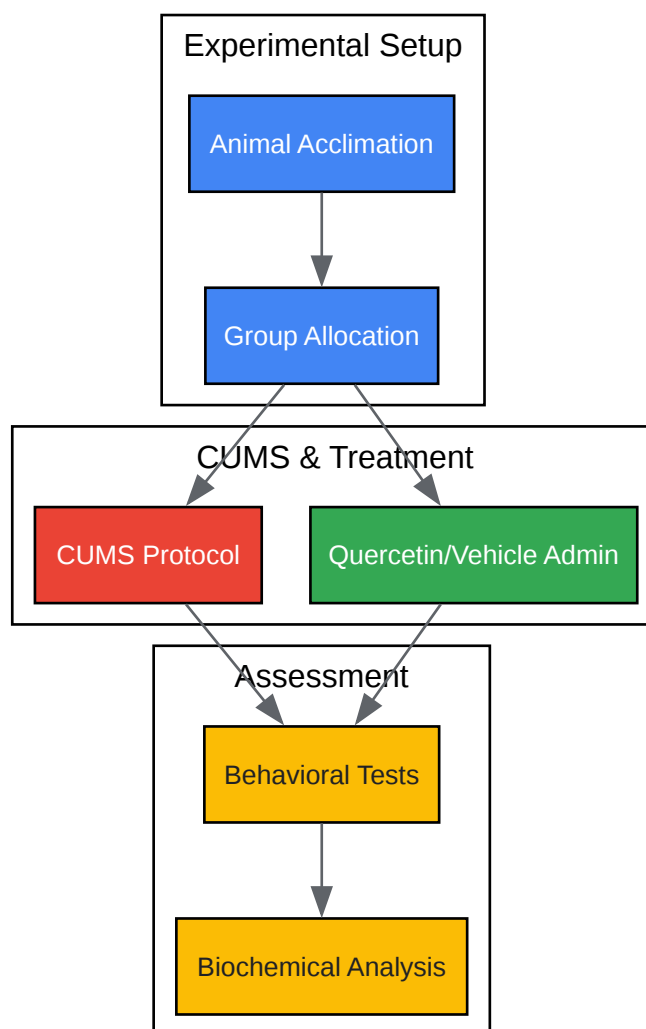 Experimental Setup
Animal Acclimation
Group Allocation
CUMS & Treatment
CUMS Protocol
Quercetin/Vehicle Admin
Assessment
Behavioral Tests
Biochemical Analysis